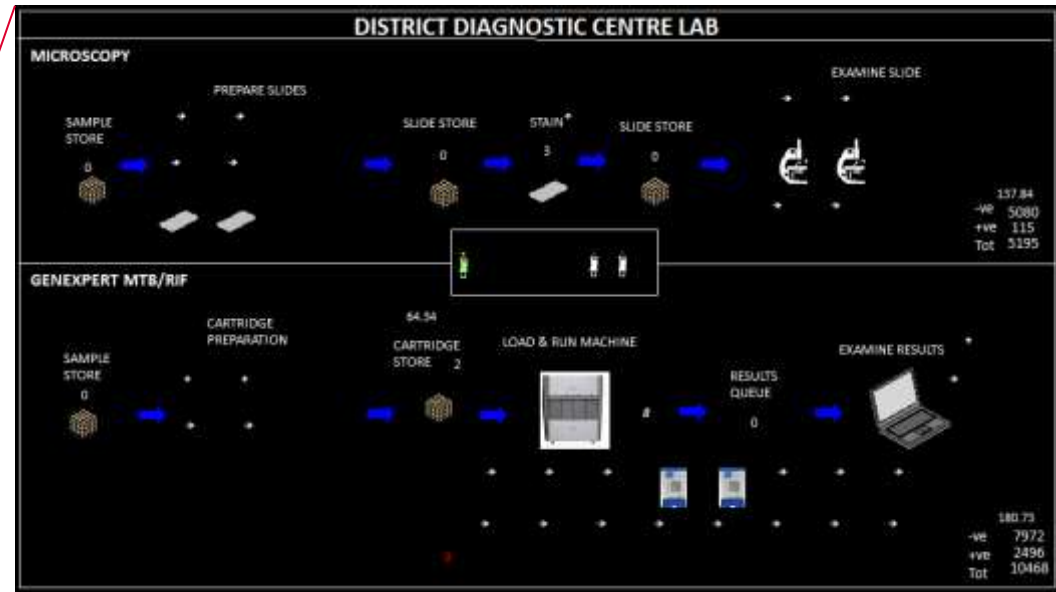 DISTRICT DIAGNOSTIC CENTRE LAB
MICROSCOPY
EXAMINE SLIDE
PREPARE SLIDES
SAMPLE
STORE
0
SLIDE STORE
0
STAIN
3
SLIDE STORE
0
137.84
-ve 5080
+ve 115
Tot 5195
GENEXPERT MTB/RIF
CARTRIDGE
PREPARATION
SAMPLE
STORE
0
64.54
CARTRIDGE
STORE 2
LOAD & RUN MACHINE
8
RESULTS
QUEUE
0
EXAMINE RESULTS
180.73
-ve 7972
+ve 2496
Tot 10468